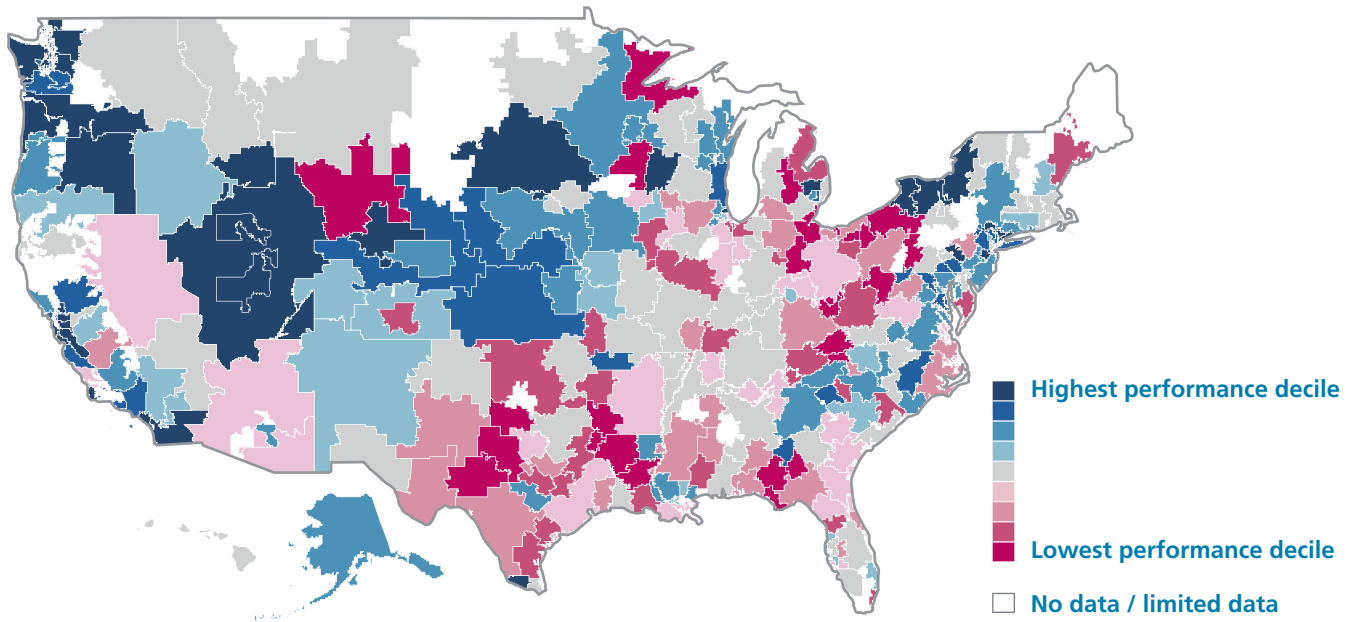 Highest performance decile
Lowest performance decile
No data / limited data